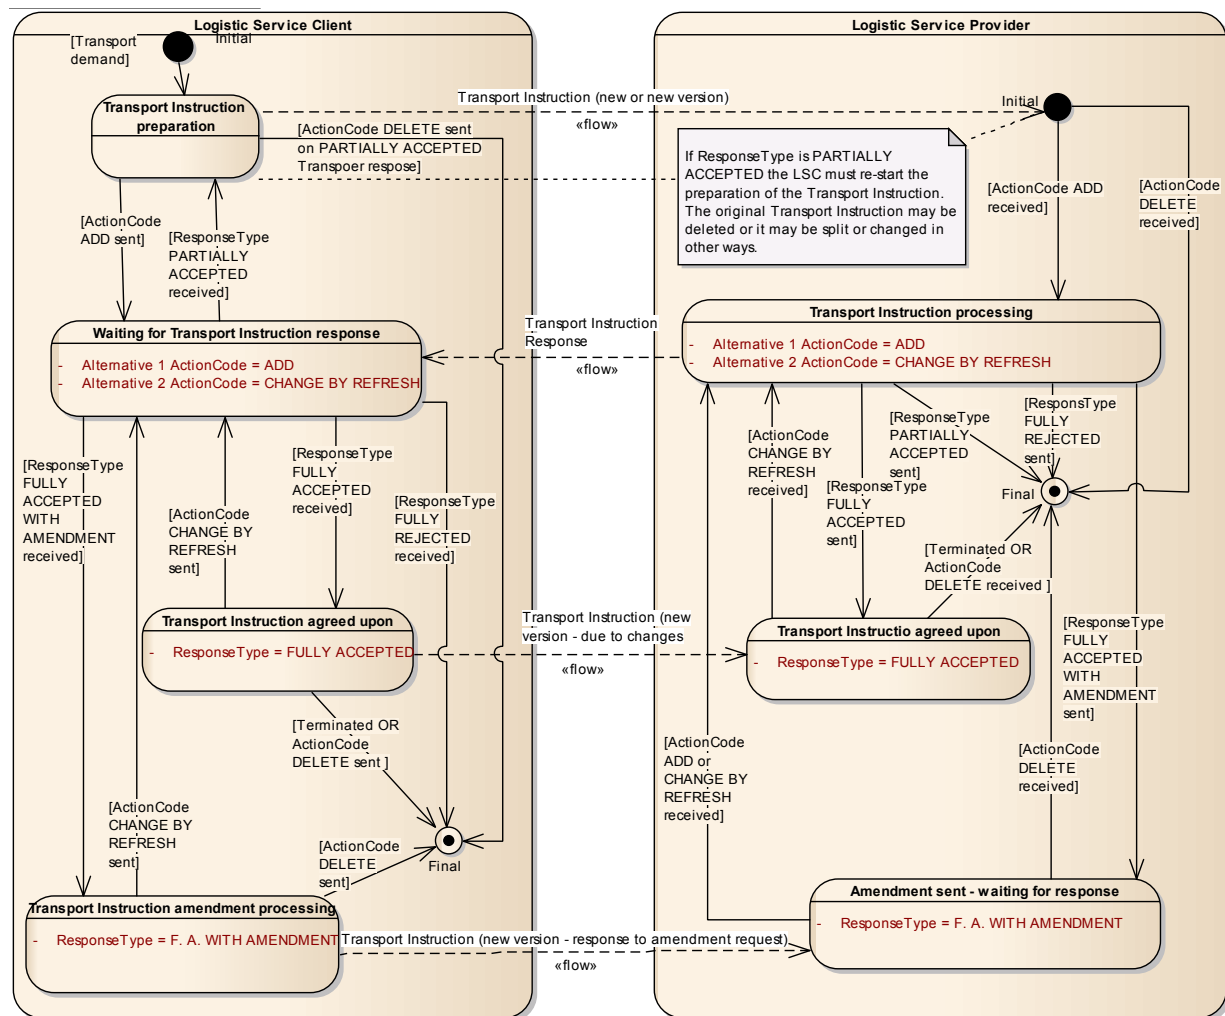 Logistic Service Client
[Transport
demand]
Initial
Transport Instruction
preparation
[ActionCode DELETE sent
on PARTIALLY ACCEPTED
Transpoer respose]
[ActionCode
ADD sent]
[ResponseType
PARTIALLY
ACCEPTED
received]
Waiting for Transport Instruction response
- Alternative 1 ActionCode = ADD
- Alternative 2 ActionCode = CHANGE BY REFRESH
[ResponseType
FULLY
ACCEPTED
WITH
AMENDMENT
received]
[ActionCode
CHANGE BY
REFRESH
sent]
[ResponseType
FULLY
ACCEPTED
received]
[ResponseType
FULLY
REJECTED
received]
Transport Instruction agreed upon
- ResponseType = FULLY ACCEPTED
[Terminated OR
ActionCode
DELETE sent ]
[ActionCode
CHANGE BY
REFRESH
sent]
[ActionCode
DELETE
sent]
Final
Transport Instruction amendment processing
- ResponseType = F. A. WITH AMENDMENT
Transport Instruction (new or new version)
«flow»
Transport Instruction
Response
«flow»
Transport Instruction (new
version - due to changes
«flow»
Transport Instruction (new version - response to amendment request)
«flow»
Logistic Service Provider
Initial
If ResponseType is PARTIALLY
ACCEPTED the LSC must re-start the
preparation of the Transport Instruction.
The original Transport Instruction may be
deleted or it may be split or changed in
other ways.
[ActionCode ADD
received]
[ActionCode
DELETE
received]
Transport Instruction processing
- Alternative 1 ActionCode = ADD
- Alternative 2 ActionCode = CHANGE BY REFRESH
[ActionCode
CHANGE BY
REFRESH
received]
[ResponseType
PARTIALLY
ACCEPTED
sent]
[ResponsType
FULLY
REJECTED
sent]
[ResponseType
FULLY
ACCEPTED
sent]
Final
[Terminated OR
ActionCode
DELETE received ]
Transport Instructio agreed upon
- ResponseType = FULLY ACCEPTED
[ResponseType
FULLY
ACCEPTED
WITH
AMENDMENT
sent]
[ActionCode
ADD or
CHANGE BY
REFRESH
received]
[ActionCode
DELETE
received]
Amendment sent - waiting for response
- ResponseType = F. A. WITH AMENDMENT